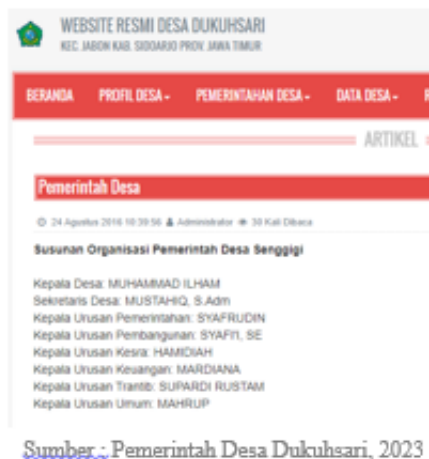 WEBSITE RESMI DESA DUKUHSARI
KEC. JABON KAB. SIDOARJO PROV. JAWA TIMUR
BERANDA PROFIL DESA PEMERINTAHAN DESA DATA DESA
ARTIKEL
Pemerintah Desa
24 Agustus 2016 10:39:56 Administrator 30 Kali Dibaca
Susunan Organisasi Pemerintah Desa Senggigi
Kepala Desa: MUHAMMAD ILHAM
Sekretaris Desa: MUSTAHIQ, S.Adm
Kepala Urusan Pemerintahan: SYAFRUDIN
Kepala Urusan Pembangunan: SYAFI'I, SE
Kepala Urusan Kesra: HAMIDIAH
Kepala Urusan Keuangan: MARDIANA
Kepala Urusan Trantib: SUPARDI RUSTAM
Kepala Urusan Umum: MAHRUP
Sumber : Pemerintah Desa Dukuhsari, 2023